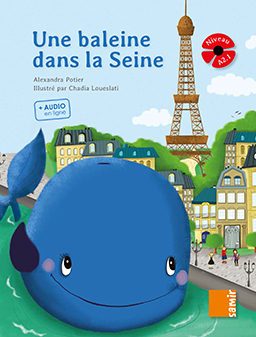 Une baleine
dans la Seine
Alexandra Potier
Illustré par Chadia Loueslati
+ AUDIO
en ligne
Niveau
A2.1
samir